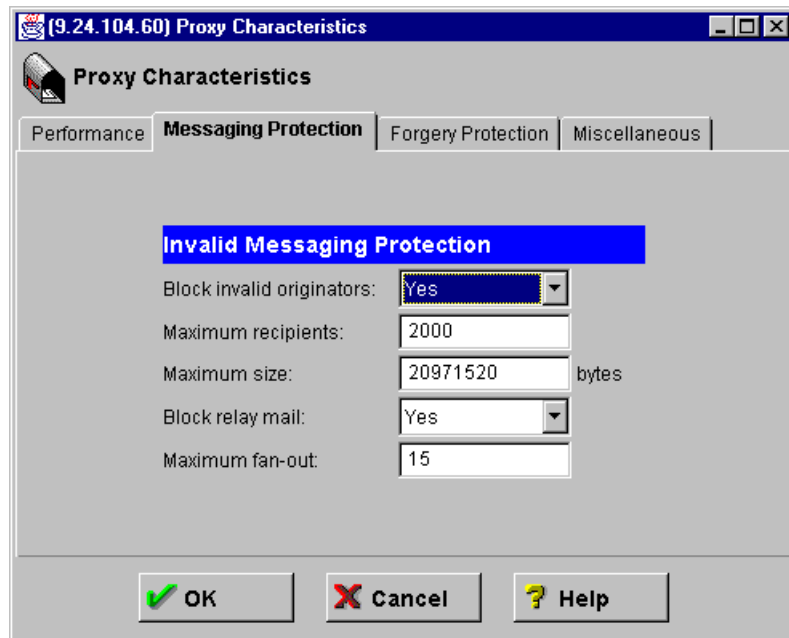 (9.24.104.60) Proxy Characteristics
Proxy Characteristics
Performance Messaging Protection Forgery Protection Miscellaneous
Invalid Messaging Protection
Block invalid originators: Yes
Maximum recipients: 2000
Maximum size: 20971520 bytes
Block relay mail: Yes
Maximum fan-out: 15
OK Cancel ? Help